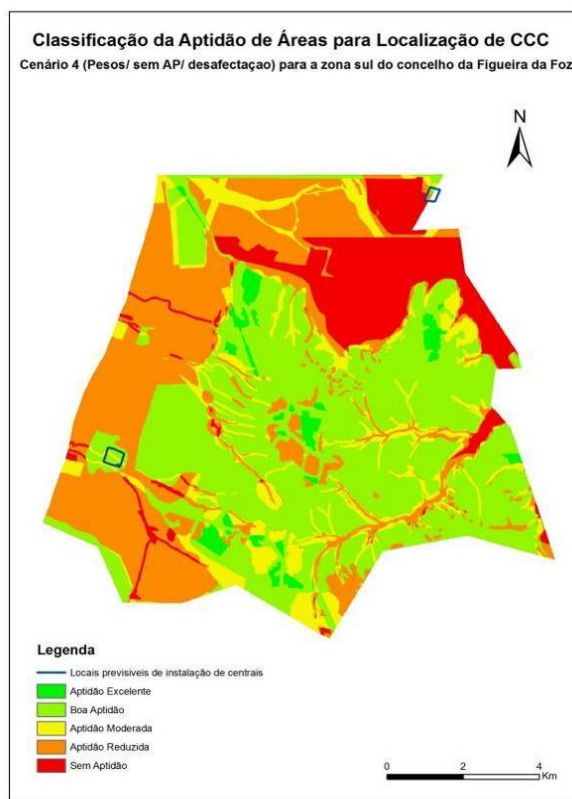 Classificação da Aptidão de Áreas para Localização de CCC
Cenário 4 (Pesos/ sem AP/ desafectaçao) para a zona sul do concelho da Figueira da Foz
N
Legenda
Locais previsiveis de instalação de centrais
Aptidão Excelente
Boa Aptidão
Aptidão Moderada
Aptidão Reduzida
Sem Aptidão
0 2 4
Km